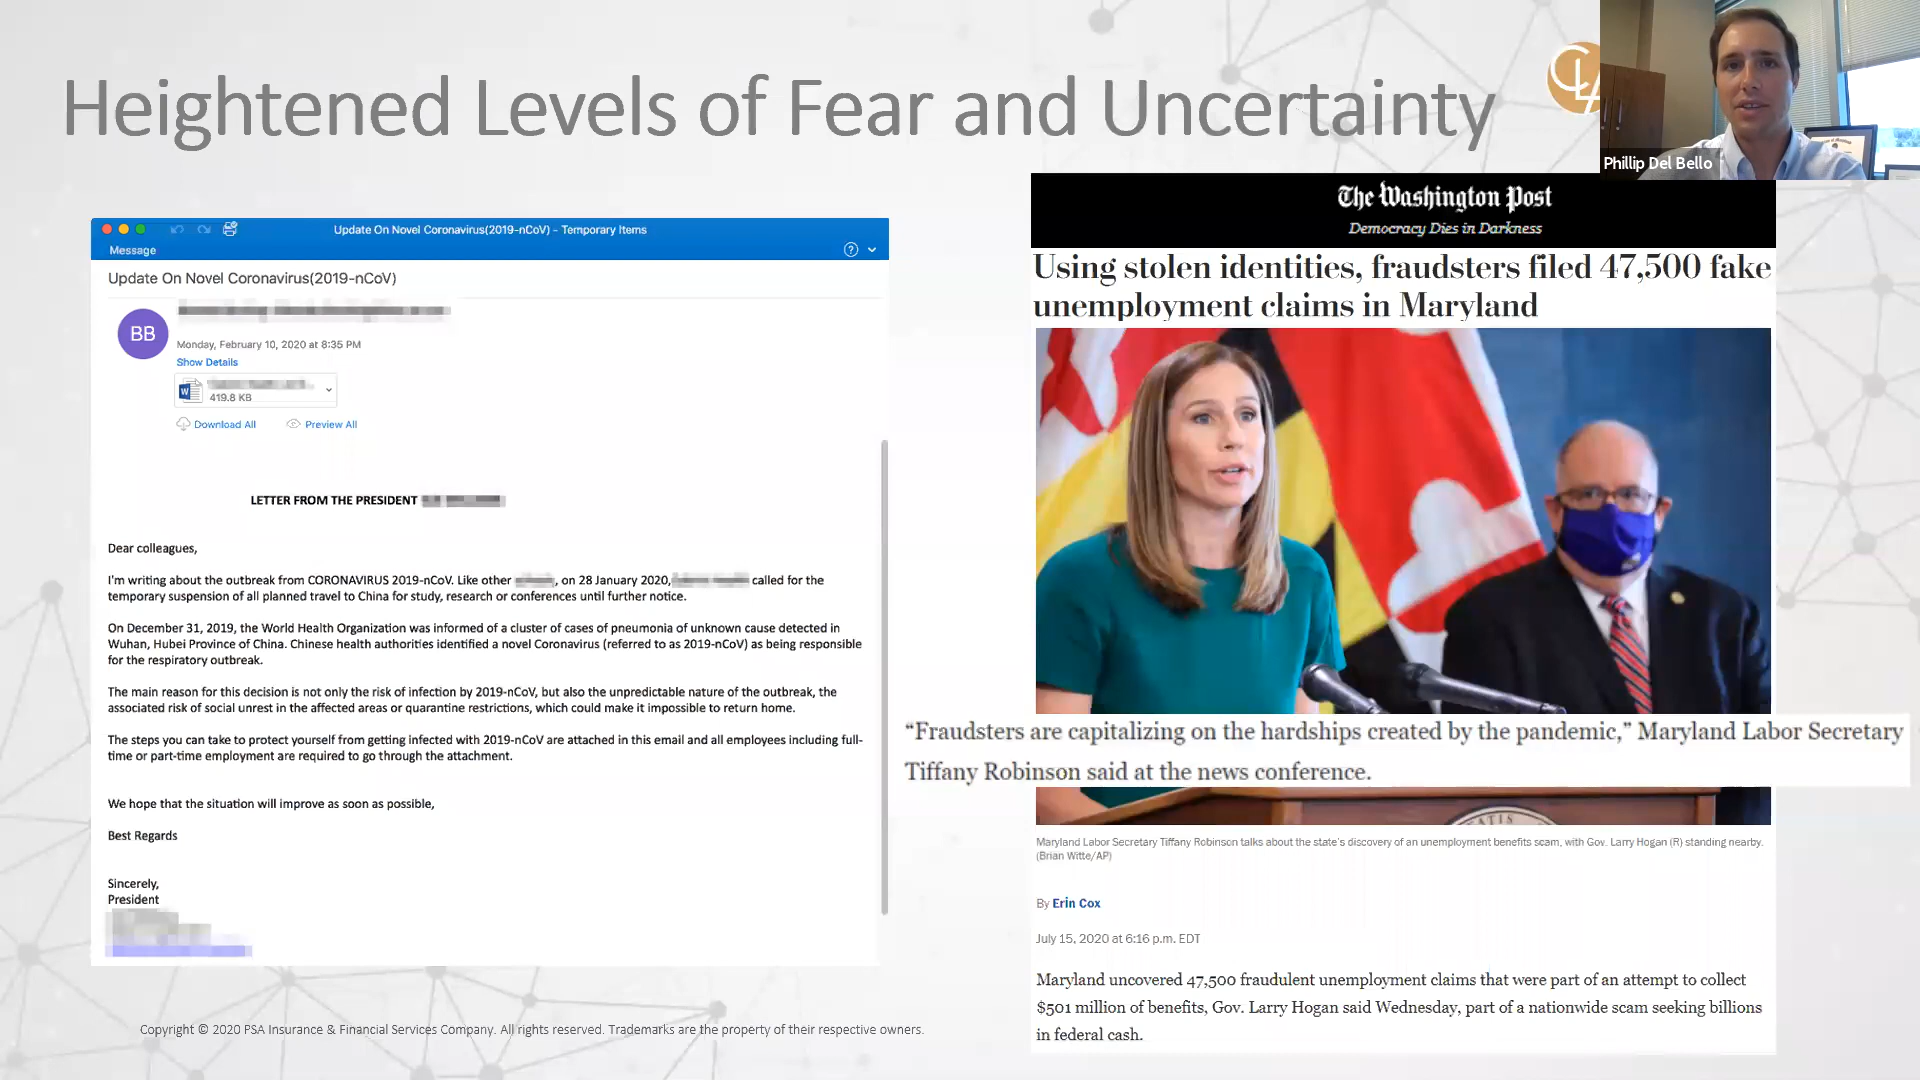 Heightened Levels of Fear and Uncertainty
CLA
Phillip Del Bello
Update On Novel Coronavirus(2019-nCoV) - Temporary Items
Message
Update On Novel Coronavirus(2019-nCoV)
BB
Monday, February 10, 2020 at 8:35 PM
Show Details
419.8 KB
Download All Preview All
LETTER FROM THE PRESIDENT
Dear colleagues,
I'm writing about the outbreak from CORONAVIRUS 2019-nCoV. Like other , on 28 January 2020, called for the
temporary suspension of all planned travel to China for study, research or conferences until further notice.
On December 31, 2019, the World Health Organization was informed of a cluster of cases of pneumonia of unknown cause detected in
Wuhan, Hubei Province of China. Chinese health authorities identified a novel Coronavirus (referred to as 2019-nCoV) as being responsible
for the respiratory outbreak.
The main reason for this decision is not only the risk of infection by 2019-nCoV, but also the unpredictable nature of the outbreak, the
associated risk of social unrest in the affected areas or quarantine restrictions, which could make it impossible to return home.
The steps you can take to protect yourself from getting infected with 2019-nCoV are attached in this email and all employees including full-
time or part-time employment are required to go through the attachment.
We hope that the situation will improve as soon as possible,
Best Regards
Sincerely,
President
The Washington Post
Democracy Dies in Darkness
Using stolen identities, fraudsters filed 47,500 fake
unemployment claims in Maryland
“Fraudsters are capitalizing on the hardships created by the pandemic,” Maryland Labor Secretary
Tiffany Robinson said at the news conference.
Maryland Labor Secretary Tiffany Robinson talks about the state's discovery of an unemployment benefits scam, with Gov. Larry Hogan (R) standing nearby.
(Brian Witte/AP)
By Erin Cox
July 15, 2020 at 6:16 p.m. EDT
Maryland uncovered 47,500 fraudulent unemployment claims that were part of an attempt to collect
$501 million of benefits, Gov. Larry Hogan said Wednesday, part of a nationwide scam seeking billions
in federal cash.
Copyright © 2020 PSA Insurance & Financial Services Company. All rights reserved. Trademarks are the property of their respective owners.